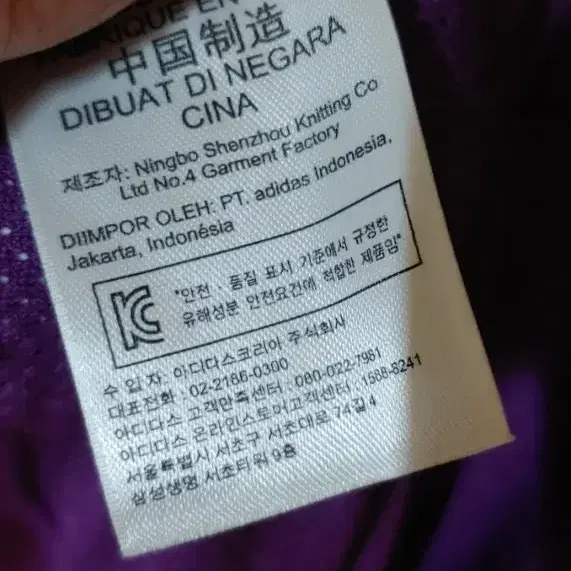 FABRIQUÉ EN
中国制造
DIBUAT DI NEGARA
CINA
제조자: Ningbo Shenzhou Knitting Co
Ltd No.4 Garment Factory
DIIMPOR OLEH: PT. adidas Indonesia,
Jakarta, Indonésia
"안전 · 품질 표시 기준에서 규정한
유해성분 안전요건에 적합한 제품임"
수 입 자: 아디다스코리아 주식회사
대표전화 : 02-2186-0300
아디다스 고객만족센터 : 080-022-7981
아디다스 온라인스토어고객센터 : 1588-8241
서울특별시 서초구 서초대로 74길4
삼성생명 서초타워 9층